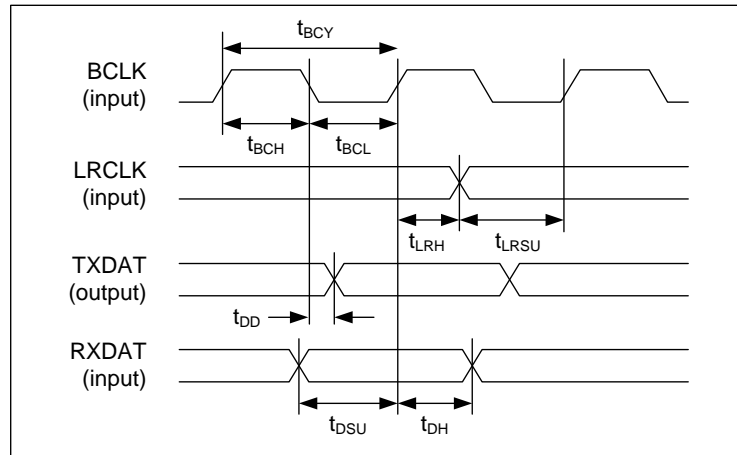 tBCY
BCLK
(input)
tBCH
tBCL
LRCLK
(input)
tLRH
tLRSU
TXDAT
(output)
tDD
RXDAT
(input)
tDSU
tDH